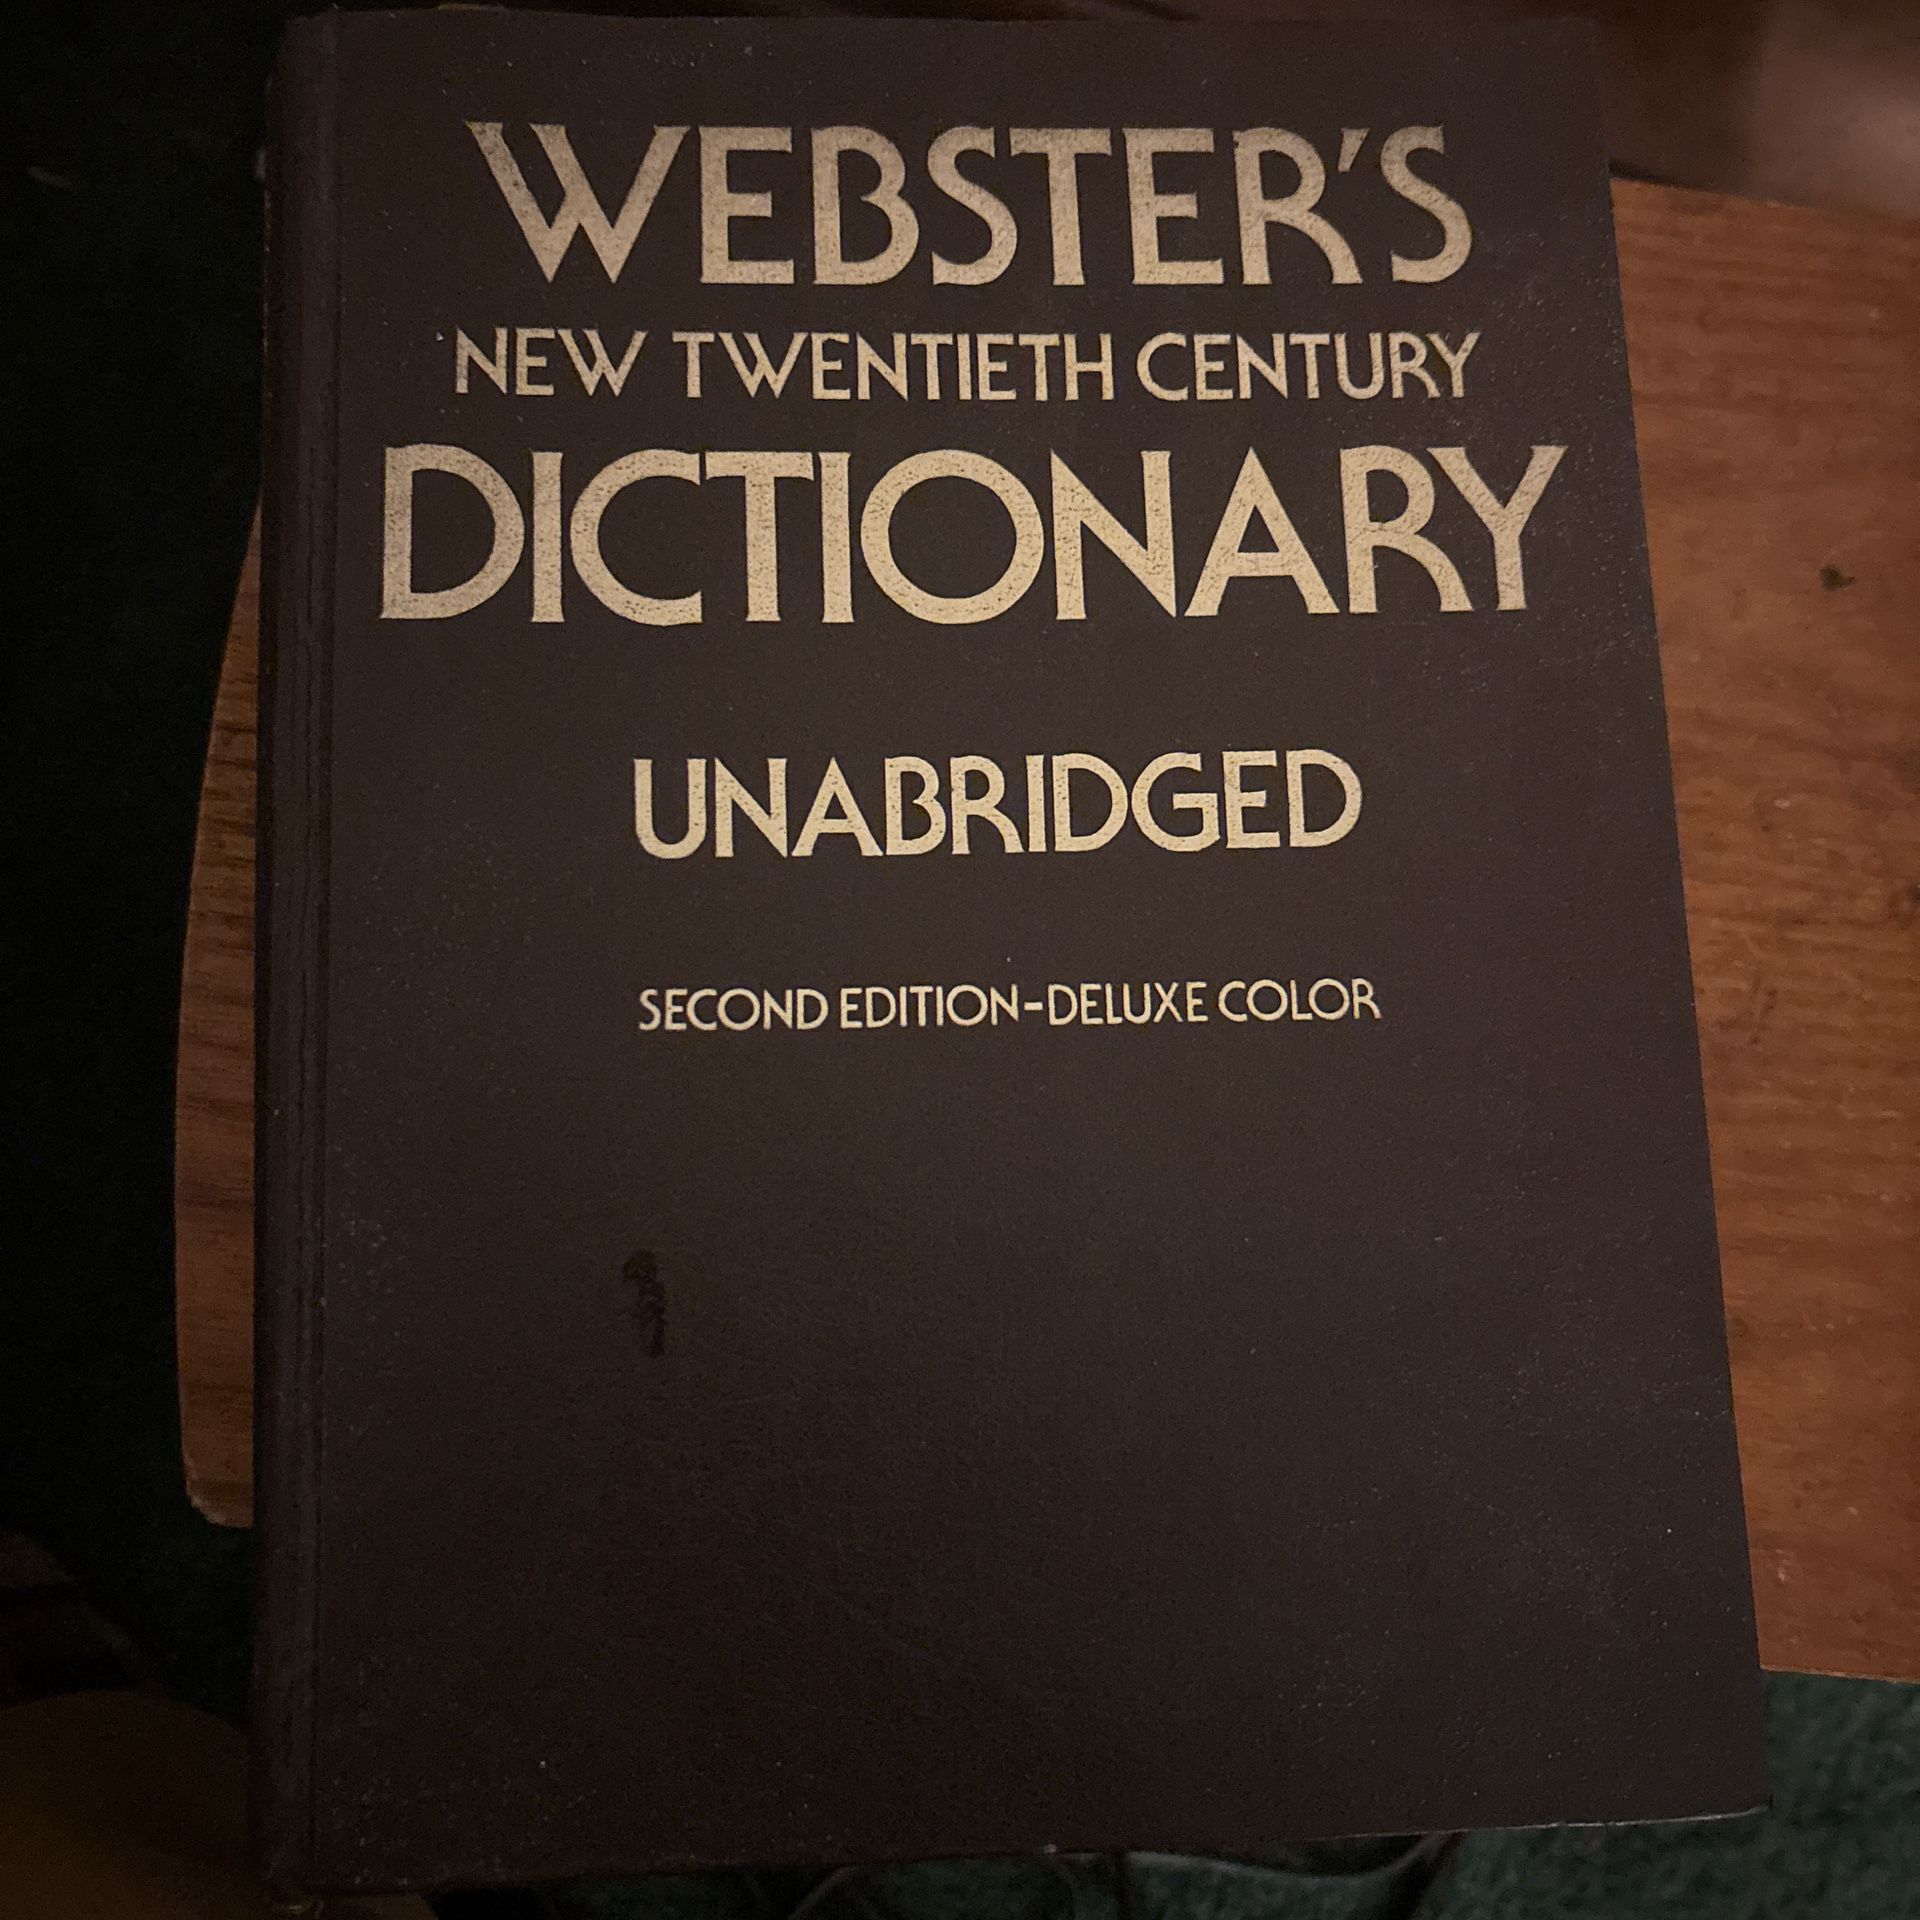 WEBSTER'S
NEW TWENTIETH CENTURY
DICTIONARY
UNABRIDGED
SECOND EDITION-DELUXE COLOR